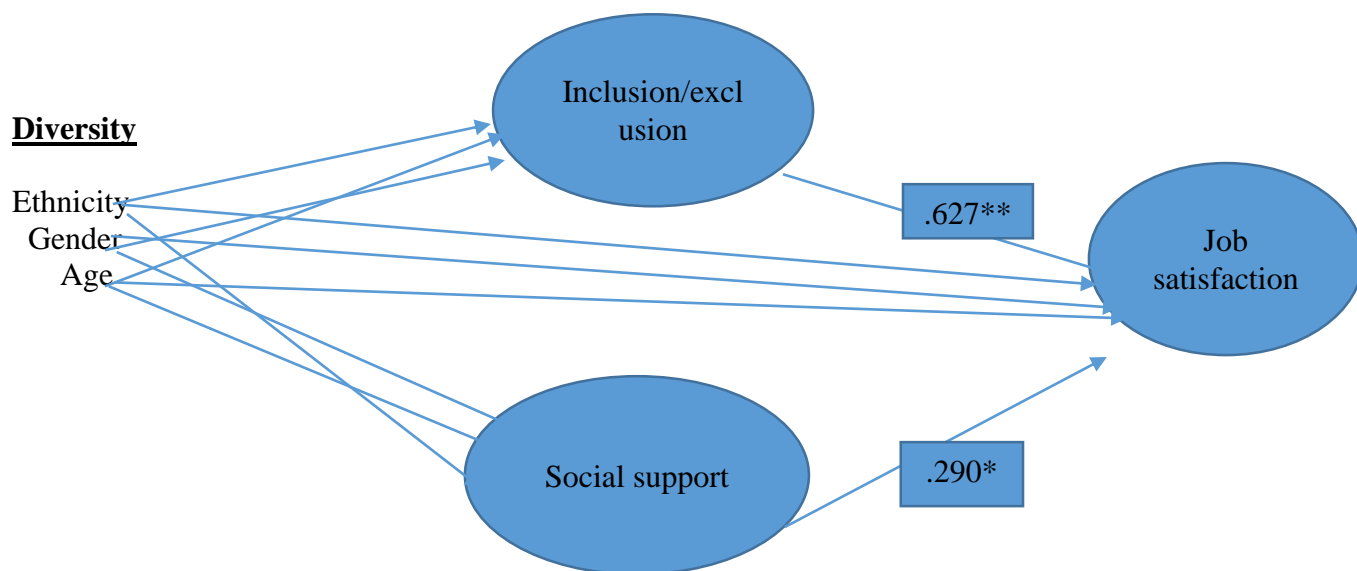 Diversity
Ethnicity
Gender
Age
Inclusion/excl
usion
.627**
Job
satisfaction
Social support
.290*